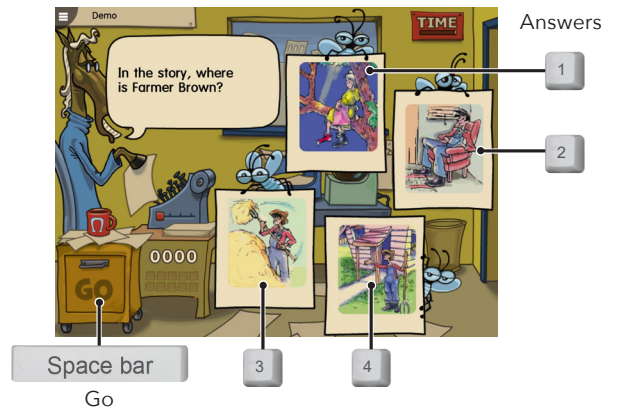 Demo
TIME
Answers
In the story, where
is Farmer Brown?
1
2
0000
GO
Space bar
3
4
Go